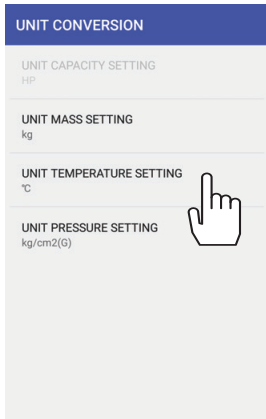 UNIT CONVERSION
UNIT CAPACITY SETTING
HP
UNIT MASS SETTING
kg
UNIT TEMPERATURE SETTING
℃
UNIT PRESSURE SETTING
kg/cm2(G)